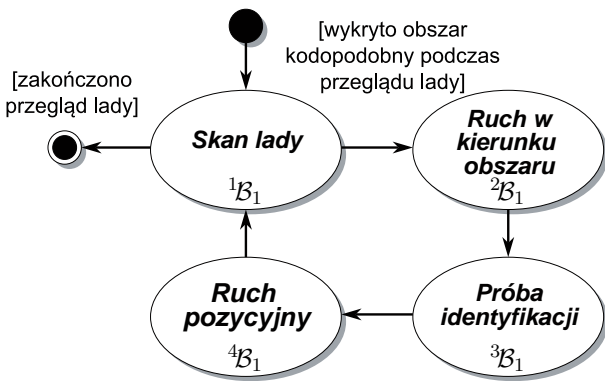 [wykryto obszar
kodopodobny podczas
przeglądu lady]
[zakończono
przegląd lady]
Skan lady
¹ℬ₁
Ruch w
kierunku
obszaru
²ℬ₁
Ruch
pozycyjny
⁴ℬ₁
Próba
identyfikacji
³ℬ₁